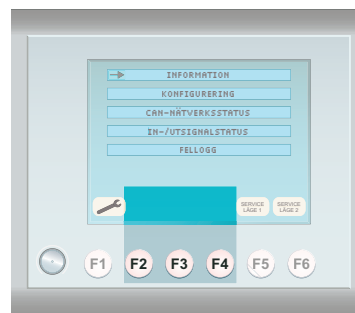 INFORMATION
KONFIGURERING
CAN-NÄTVERKSSTATUS
IN-/UTSIGNALSTATUS
FELLOGG
SERVICE LÄGE 1
SERVICE LÄGE 2
F1 F2 F3 F4 F5 F6